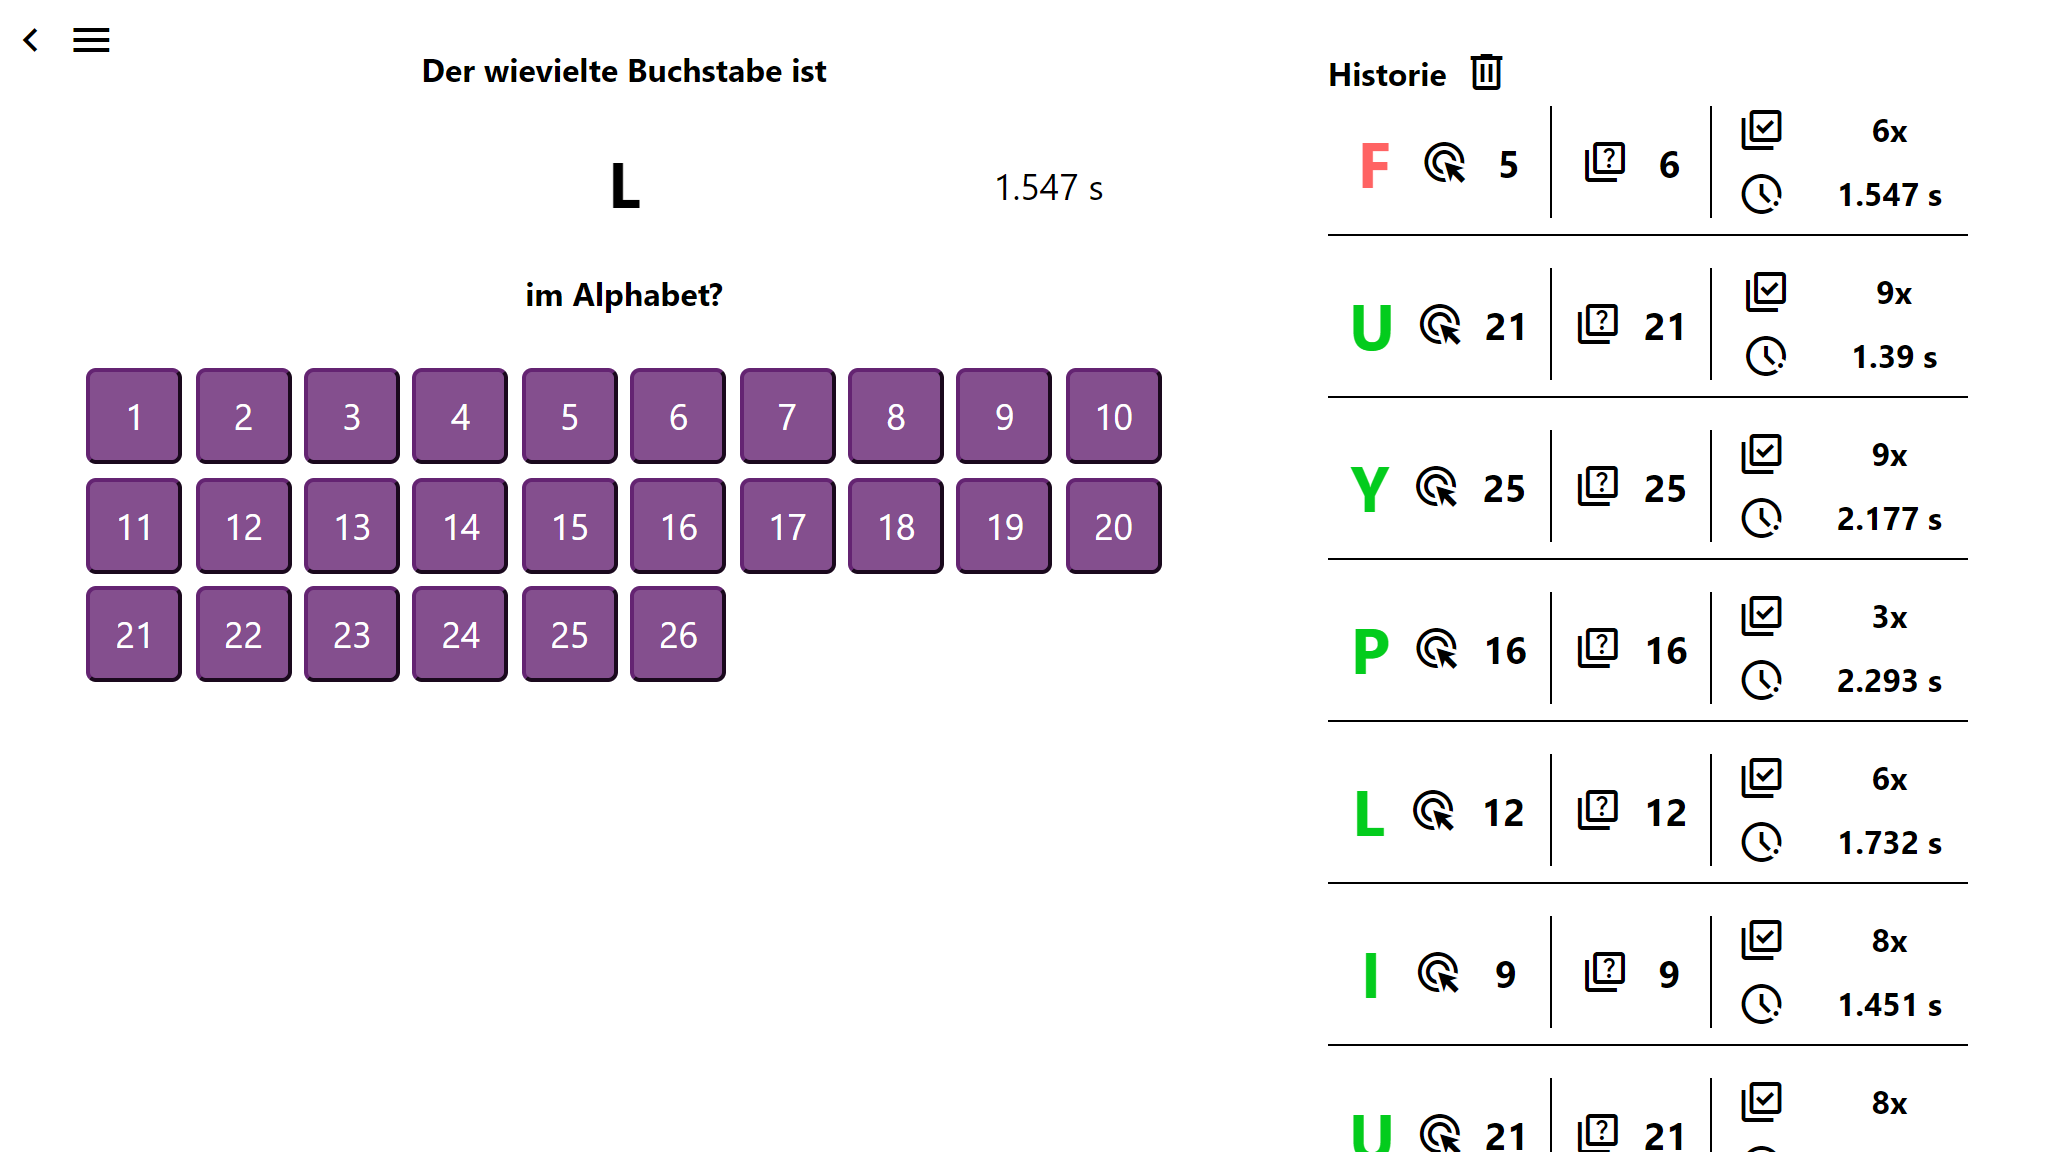 Der wievielte Buchstabe ist
L
1.547 s
im Alphabet?
1 2 3 4 5 6 7 8 9 10
11 12 13 14 15 16 17 18 19 20
21 22 23 24 25 26
Historie
F 5 6 6x
1.547 s
U 21 21 9x
1.39 s
Y 25 25 9x
2.177 s
P 16 16 3x
2.293 s
L 12 12 6x
1.732 s
I 9 9 8x
1.451 s
U 21 21 8x